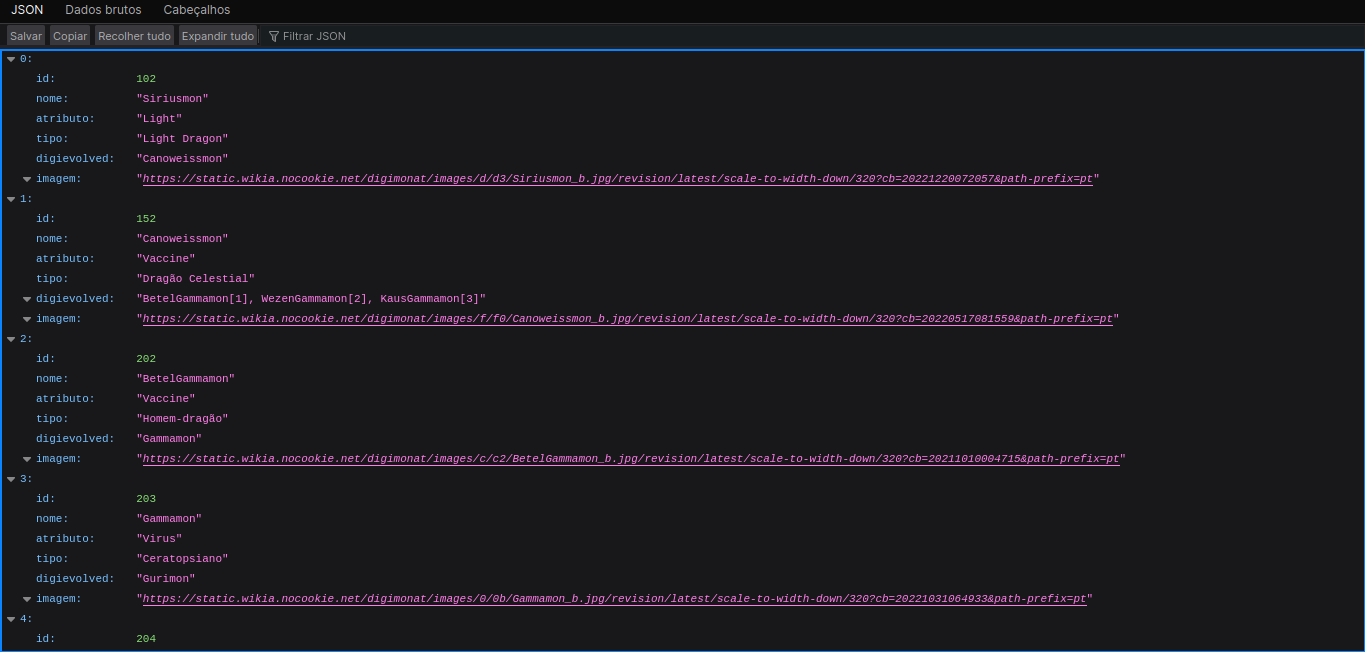 JSON Dados brutos Cabeçalhos
Salvar Copiar Recolher tudo Expandir tudo Filtrar JSON
0:
id: 102
nome: "Siriusmon"
atributo: "Light"
tipo: "Light Dragon"
digievolved: "Canoweissmon"
imagem: "https://static.wikia.nocookie.net/digimonat/images/d/d3/Siriusmon_b.jpg/revision/latest/scale-to-width-down/320?cb=20221220072057&path-prefix=pt"
1:
id: 152
nome: "Canoweissmon"
atributo: "Vaccine"
tipo: "Dragão Celestial"
digievolved: "BetelGammamon[1], WezenGammamon[2], KausGammamon[3]"
imagem: "https://static.wikia.nocookie.net/digimonat/images/f/f0/Canoweissmon_b.jpg/revision/latest/scale-to-width-down/320?cb=20220517081559&path-prefix=pt"
2:
id: 202
nome: "BetelGammamon"
atributo: "Vaccine"
tipo: "Homem-dragão"
digievolved: "Gammamon"
imagem: "https://static.wikia.nocookie.net/digimonat/images/c/c2/BetelGammamon_b.jpg/revision/latest/scale-to-width-down/320?cb=20211010004715&path-prefix=pt"
3:
id: 203
nome: "Gammamon"
atributo: "Virus"
tipo: "Ceratopsiano"
digievolved: "Gurimon"
imagem: "https://static.wikia.nocookie.net/digimonat/images/0/0b/Gammamon_b.jpg/revision/latest/scale-to-width-down/320?cb=20221031064933&path-prefix=pt"
4:
id: 204